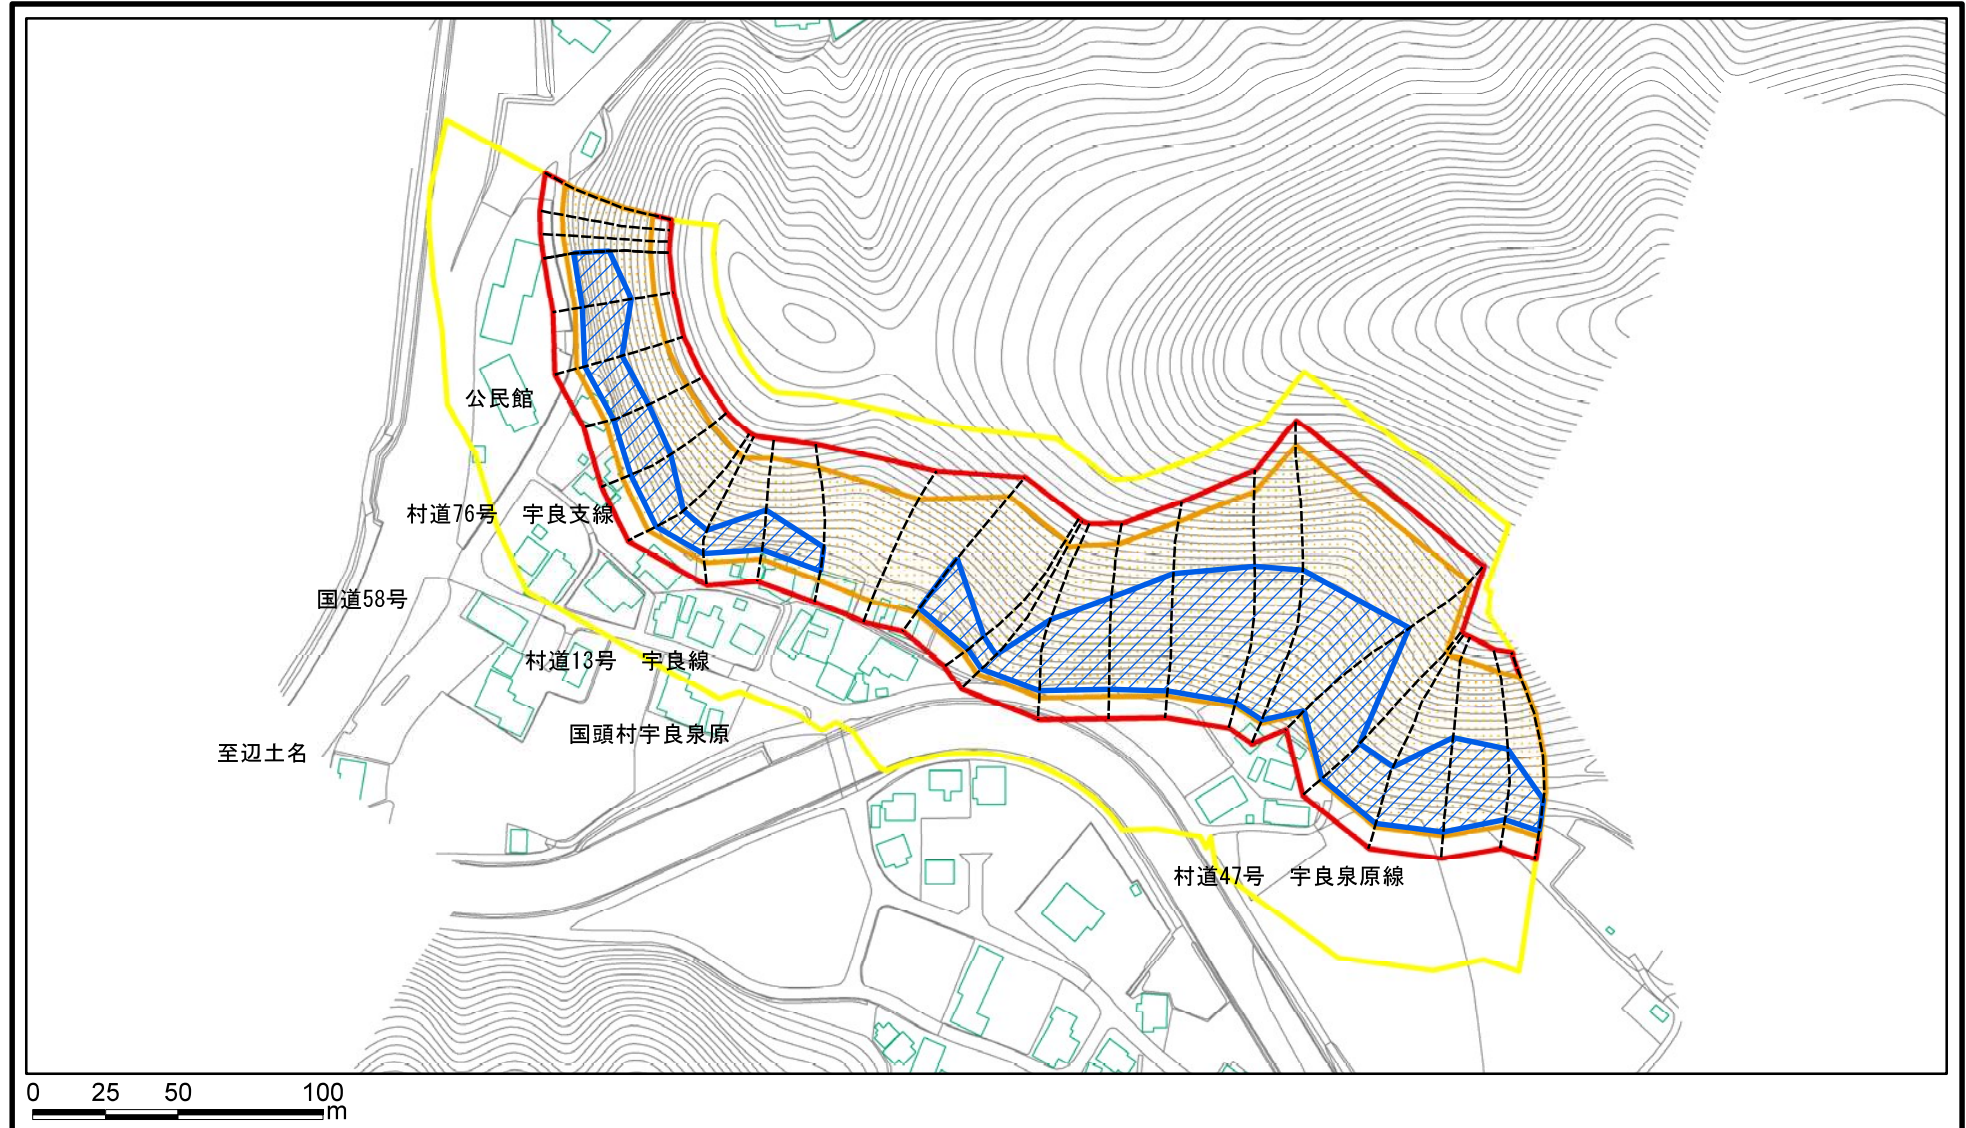 公民館
村道76号 宇良支線
国道58号
村道13号 宇良線
国頭村宇良泉原
至辺土名
村道47号 宇良泉原線
0 25 50 100
m